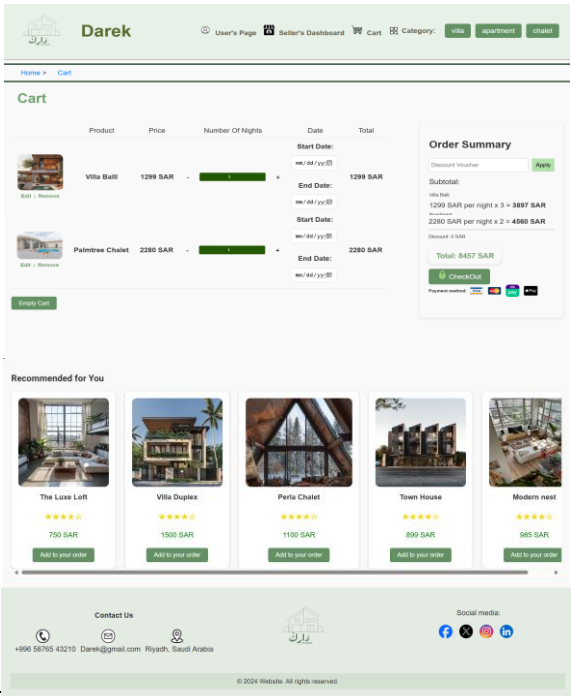 دارك
Darek
User's Page
Seller's Dashboard
Cart
Category:
villa
apartment
chalet
Home >
Cart
Cart
Product
Price
Number Of Nights
Date
Total
Villa Balli
1299 SAR
-
1
+
Start Date:
mm/dd/yy
End Date:
mm/dd/yy
1299 SAR
Edit | Remove
Palmtree Chalet
2280 SAR
-
1
+
Start Date:
mm/dd/yy
End Date:
mm/dd/yy
2280 SAR
Edit | Remove
Empty Cart
Order Summary
Discount Voucher
Apply
Subtotal:
Villa Balli
1299 SAR per night x 3 = 3897 SAR
2280 SAR per night x 2 = 4560 SAR
Discount: 0 SAR
Total: 8457 SAR
CheckOut
Payment method:
VISA
pay
Pay
Recommended for You
The Luxe Loft
750 SAR
Add to your order
Villa Duplex
1500 SAR
Add to your order
Perla Chalet
1100 SAR
Add to your order
Town House
899 SAR
Add to your order
Modern nest
985 SAR
Add to your order
Contact Us
+996 58765 43210
Darek@gmail.com
Riyadh, Saudi Arabia
دارك
Social media:
© 2024 Website. All rights reserved.